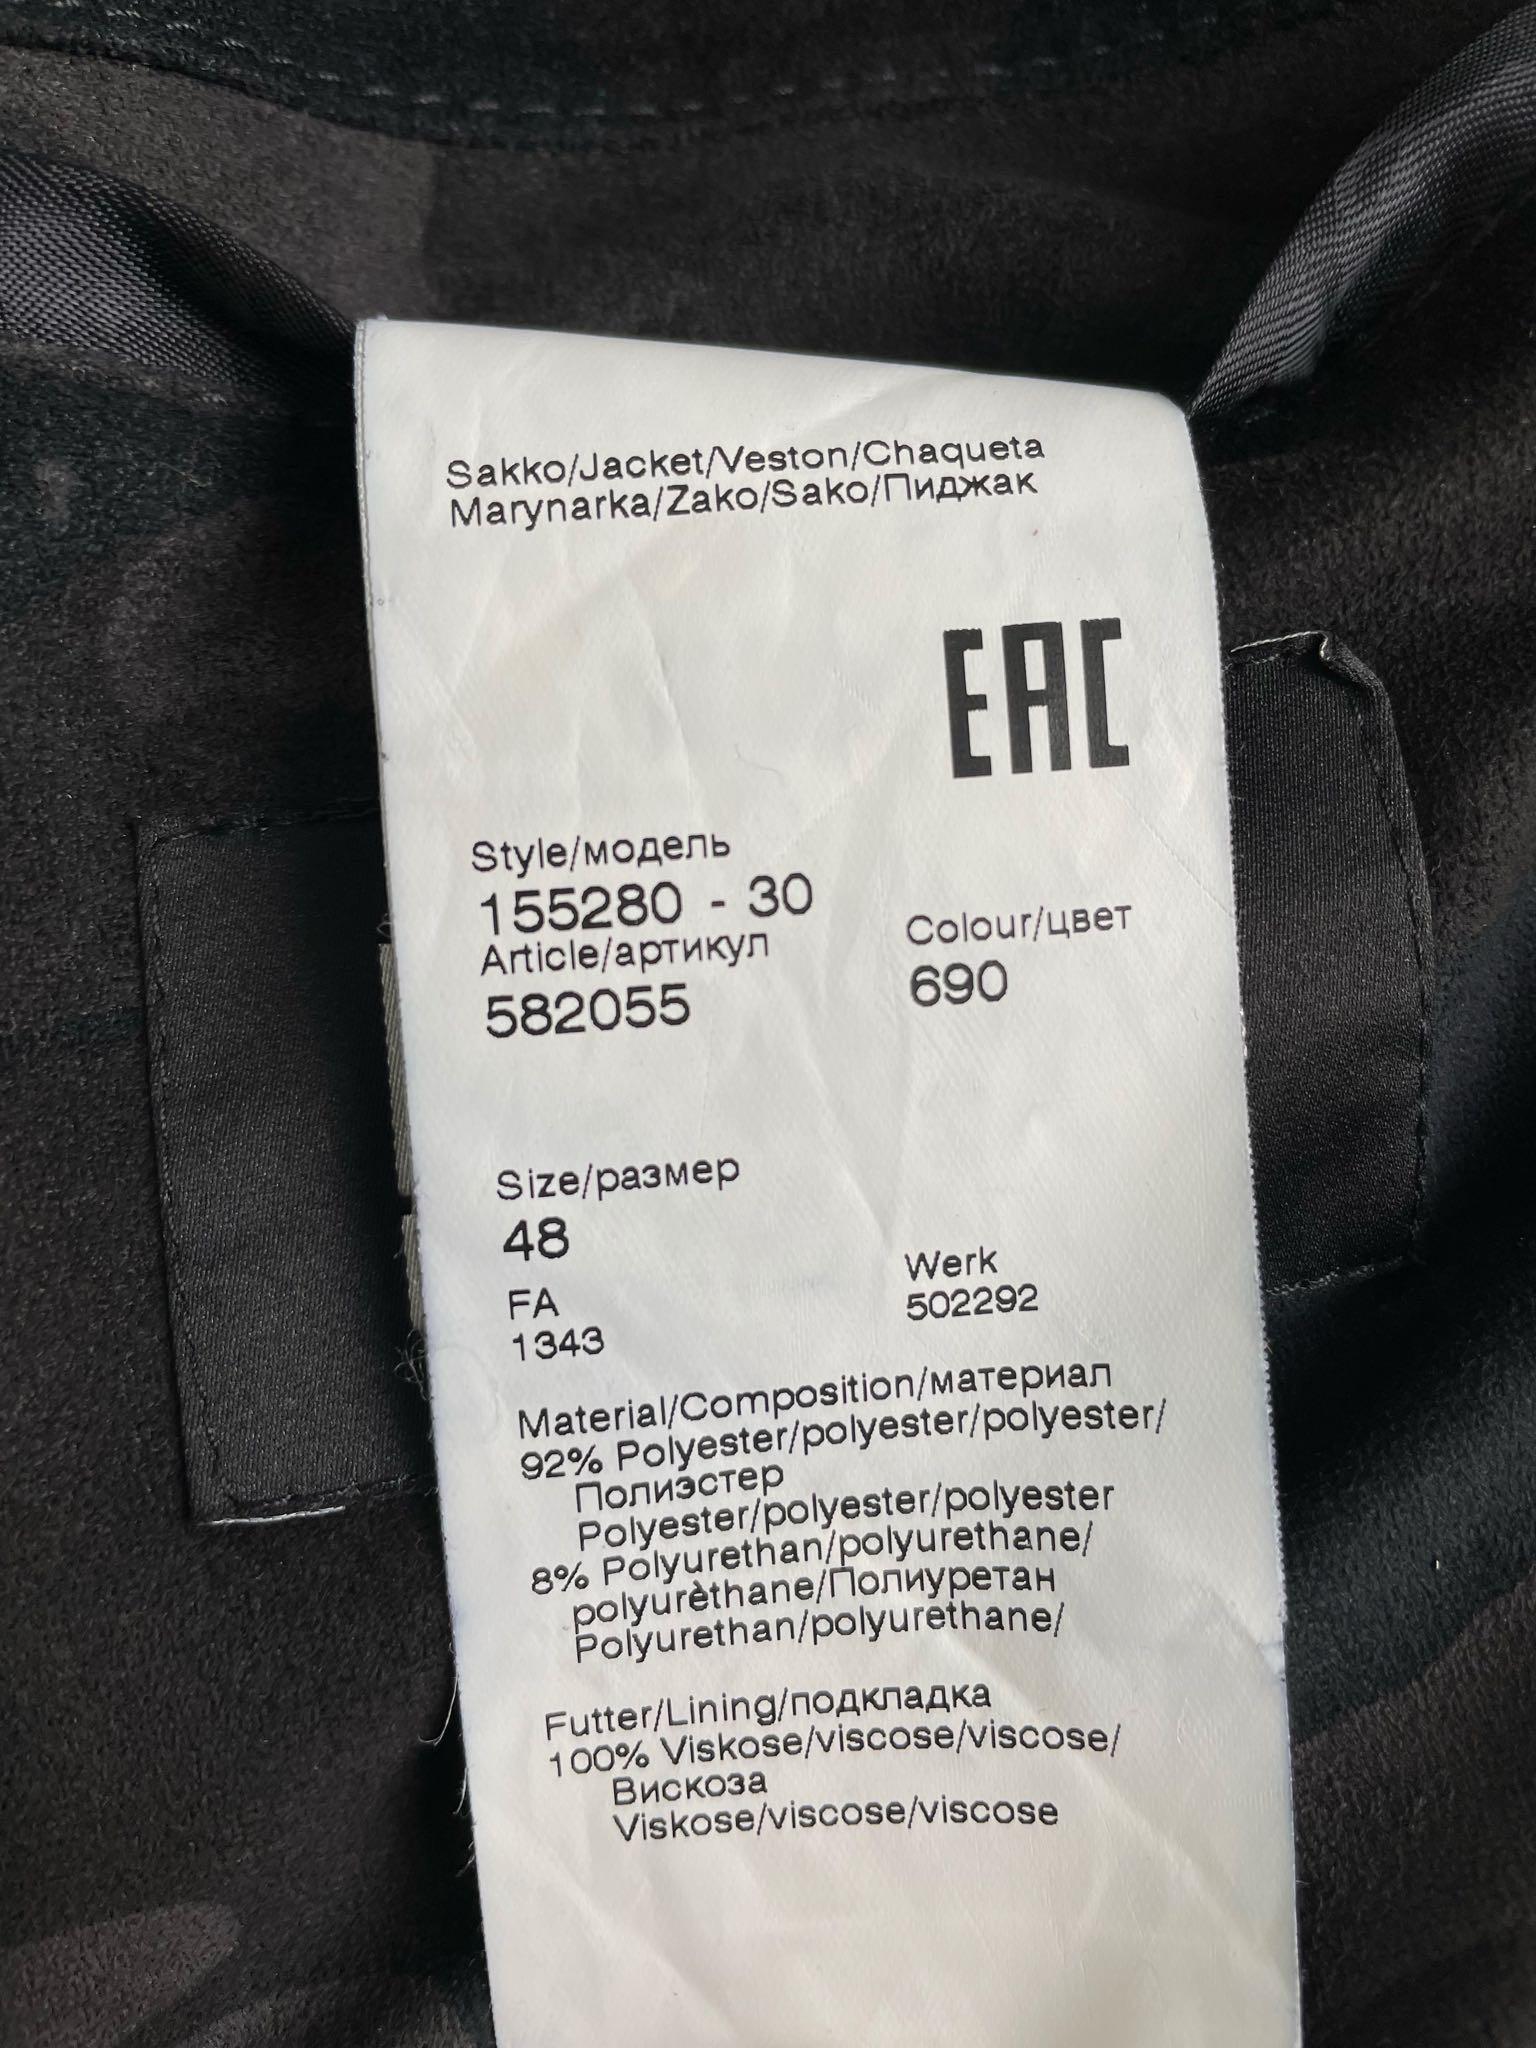 Sakko/Jacket/Veston/Chaqueta
Marynarka/Zako/Sako/Пиджак
EAC
Style/модель
155280 - 30
Article/артикул
582055
Colour/цвет
690
Size/размер
48
FA
1343
Werk
502292
Material/Composition/материал
92% Polyester/polyester/polyester/
Полиэстер
Polyester/polyester/polyester
8% Polyurethan/polyurethane/
polyurèthane/Полиуретан
Polyurethan/polyurethane/
Futter/Lining/подкладка
100% Viskose/viscose/viscose/
Вискоза
Viskose/viscose/viscose